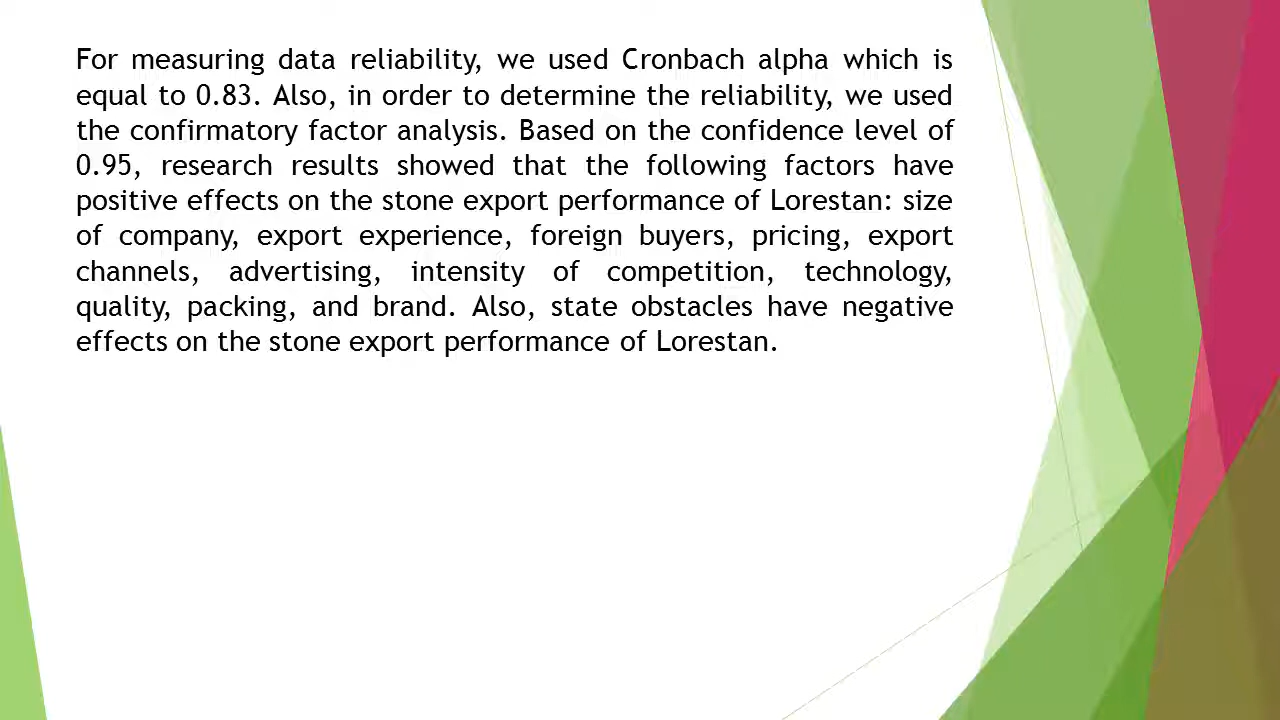 For measuring data reliability, we used Cronbach alpha which is
equal to 0.83. Also, in order to determine the reliability, we used
the confirmatory factor analysis. Based on the confidence level of
0.95, research results showed that the following factors have
positive effects on the stone export performance of Lorestan: size
of company, export experience, foreign buyers, pricing, export
channels, advertising, intensity of competition, technology,
quality, packing, and brand. Also, state obstacles have negative
effects on the stone export performance of Lorestan.